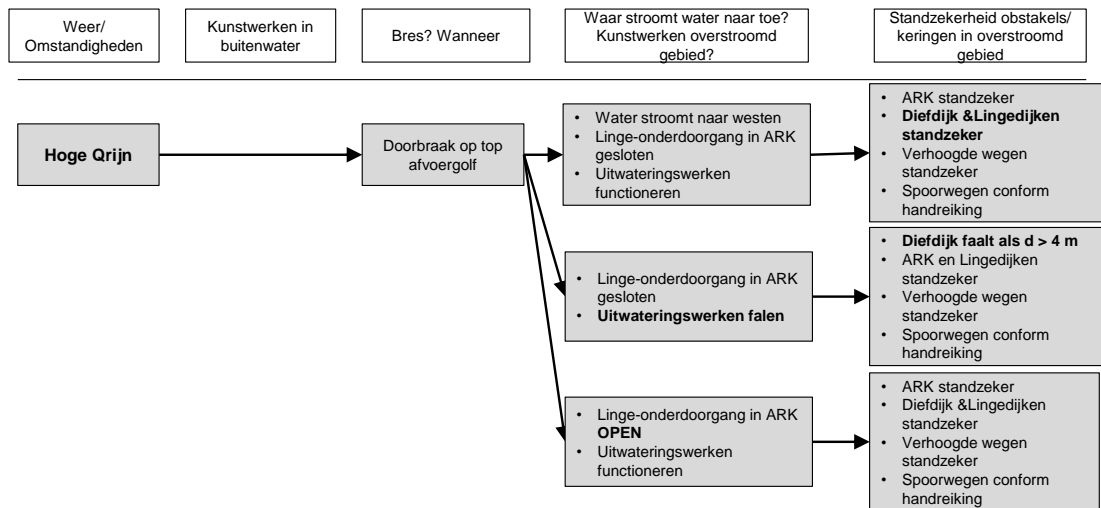 Weer/
Omstandigheden
Kunstwerken in
buitenwater
Bres? Wanneer
Waar stroomt water naar toe?
Kunstwerken overstroomd
gebied?
Standzekerheid obstakels/
keringen in overstroomd
gebied
Hoge Qrijn
Doorbraak op top
afvoergolf
• Water stroomt naar westen
• Linge-onderdoorgang in ARK
gesloten
• Uitwateringswerken
functioneren
• ARK standzeker
• Diefdijk &Lingedijken
standzeker
• Verhoogde wegen
standzeker
• Spoorwegen conform
handreiking
• Linge-onderdoorgang in ARK
gesloten
• Uitwateringswerken falen
• Diefdijk faalt als d > 4 m
• ARK en Lingedijken
standzeker
• Verhoogde wegen
standzeker
• Spoorwegen conform
handreiking
• Linge-onderdoorgang in ARK
OPEN
• Uitwateringswerken
functioneren
• ARK standzeker
• Diefdijk &Lingedijken
standzeker
• Verhoogde wegen
standzeker
• Spoorwegen conform
handreiking